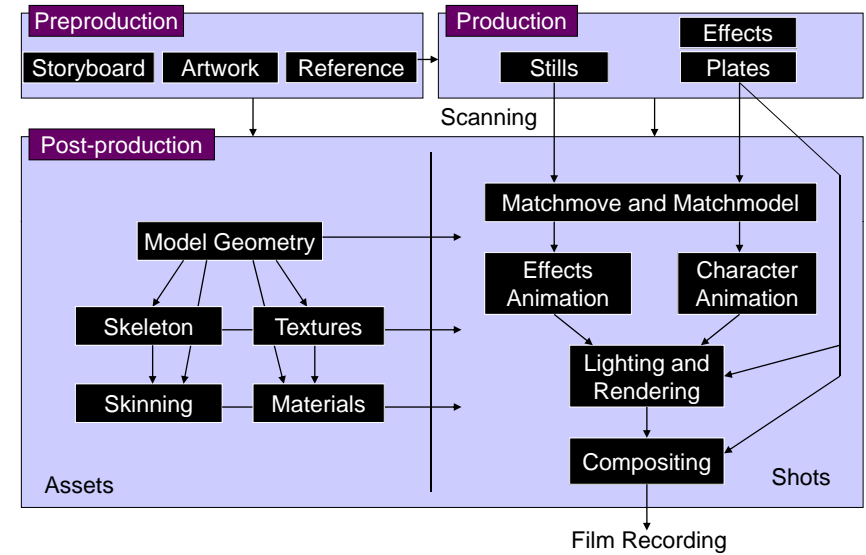 Preproduction
Storyboard
Artwork
Reference
Production
Effects
Stills
Plates
Scanning
Post-production
Model Geometry
Skeleton
Textures
Skinning
Materials
Assets
Matchmove and Matchmodel
Effects
Animation
Character
Animation
Lighting and
Rendering
Compositing
Shots
Film Recording